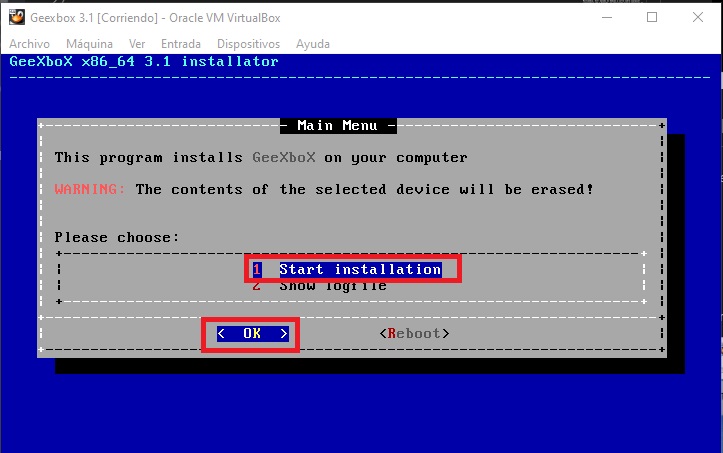 Geexbox 3.1 [Corriendo] - Oracle VM VirtualBox
Archivo Máquina Ver Entrada Dispositivos Ayuda
GeeXboX x86_64 3.1 installator
Main Menu
This program installs GeeXboX on your computer
WARNING: The contents of the selected device will be erased!
Please choose:
1 Start installation
2 Show logfile
< OK > <Reboot>